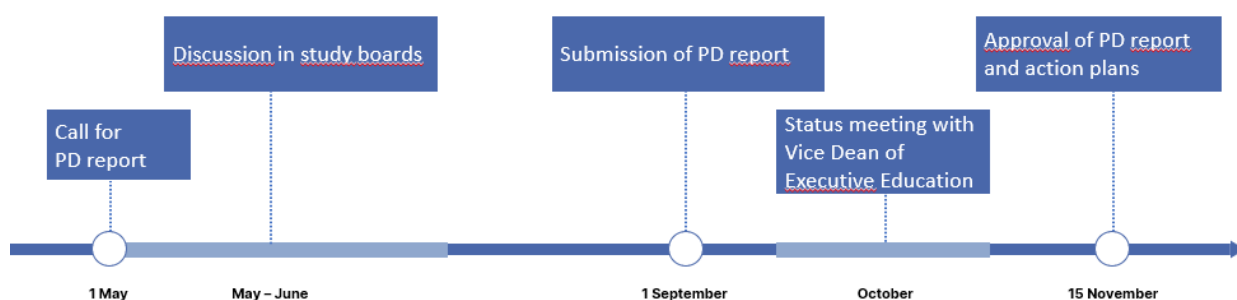 Call for
PD report
Discussion in study boards
Submission of PD report
Status meeting with
Vice Dean of
Executive Education
Approval of PD report
and action plans
1 May
May – June
1 September
October
15 November